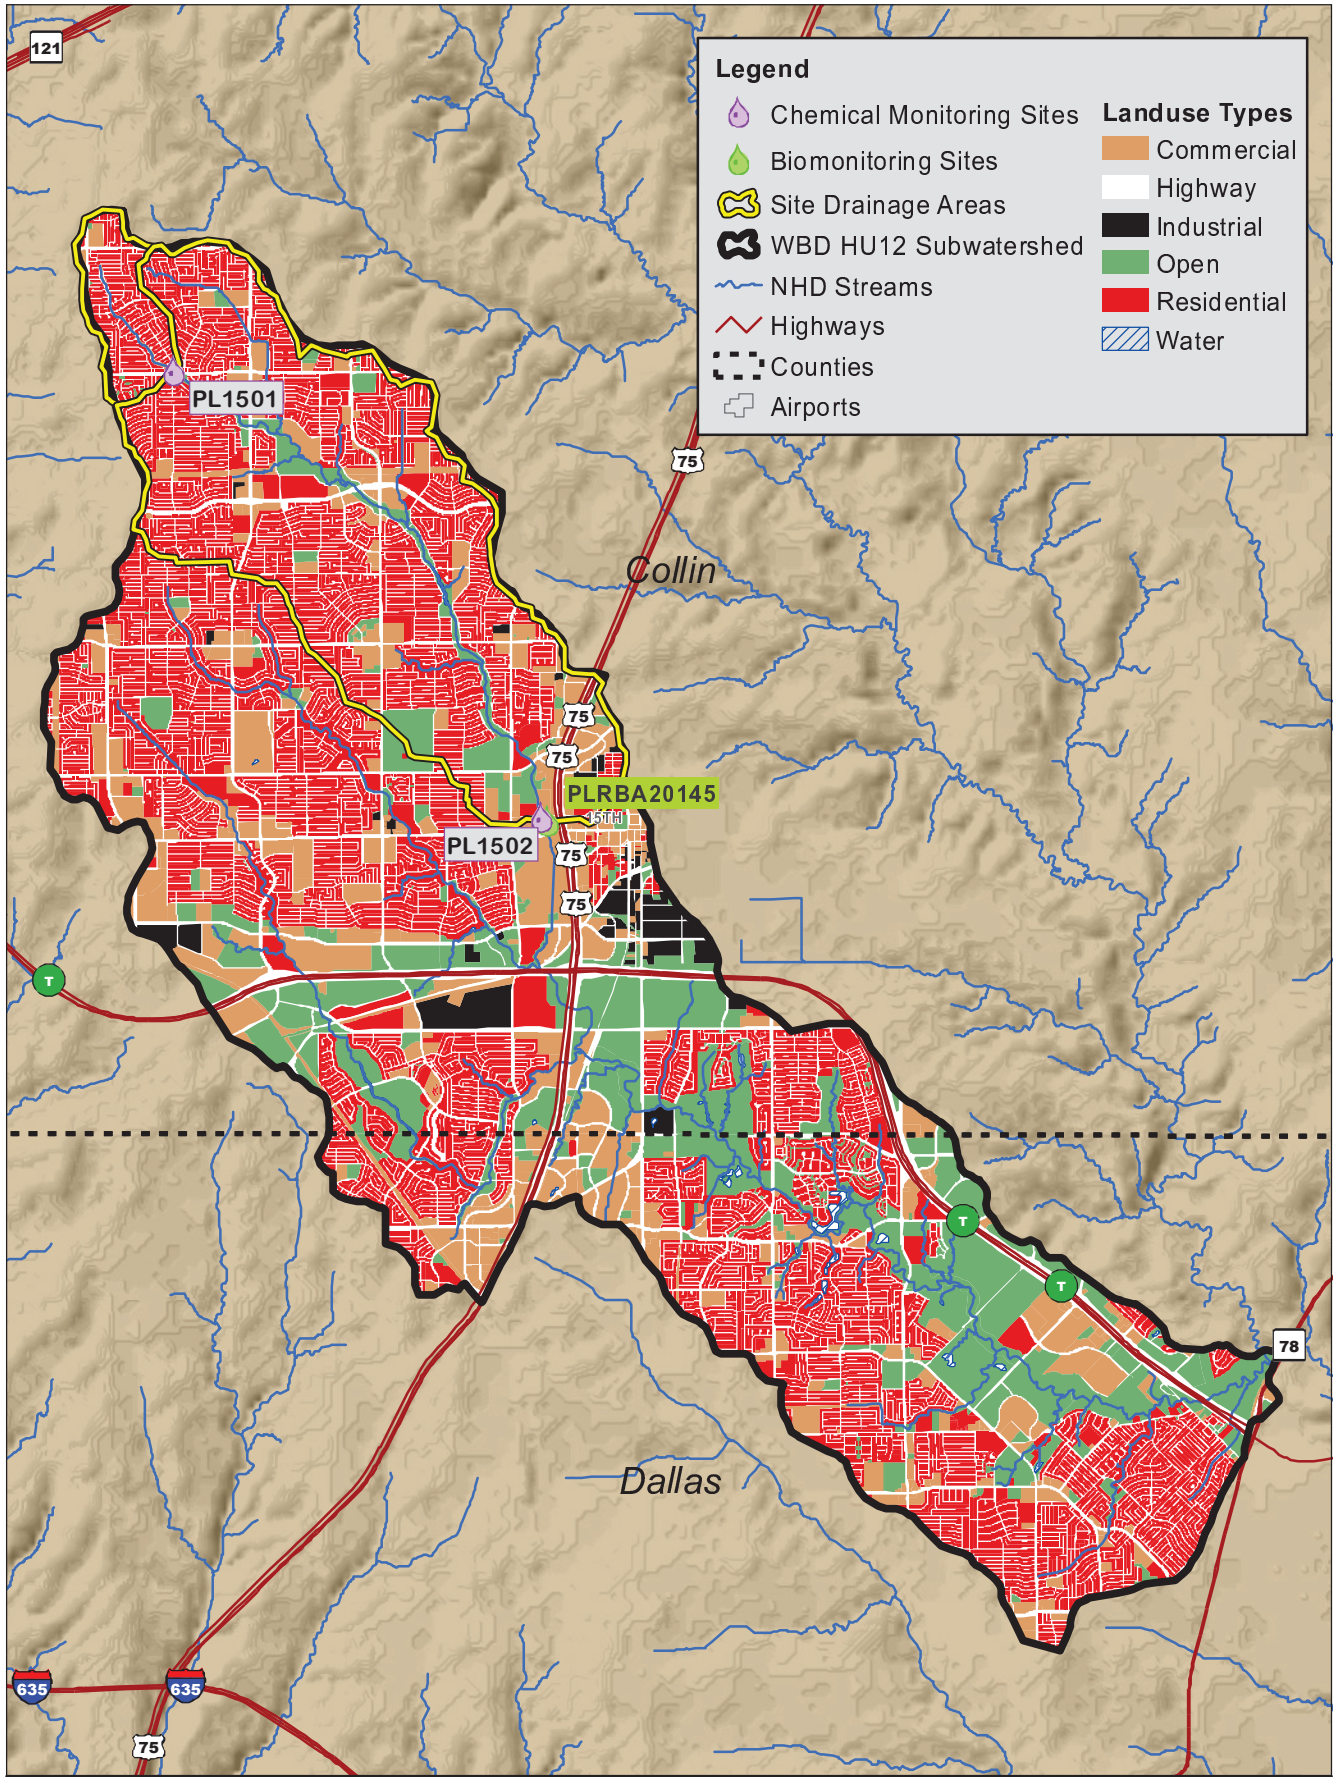 121
Legend
Chemical Monitoring Sites
Biomonitoring Sites
Site Drainage Areas
WBD HU12 Subwatershed
NHD Streams
Highways
Counties
Airports
Landuse Types
Commercial
Highway
Industrial
Open
Residential
Water
PL1501
75
Collin
75
75
PLRBA20145
15TH
PL1502
75
75
T
T
T
78
Dallas
635
635
75